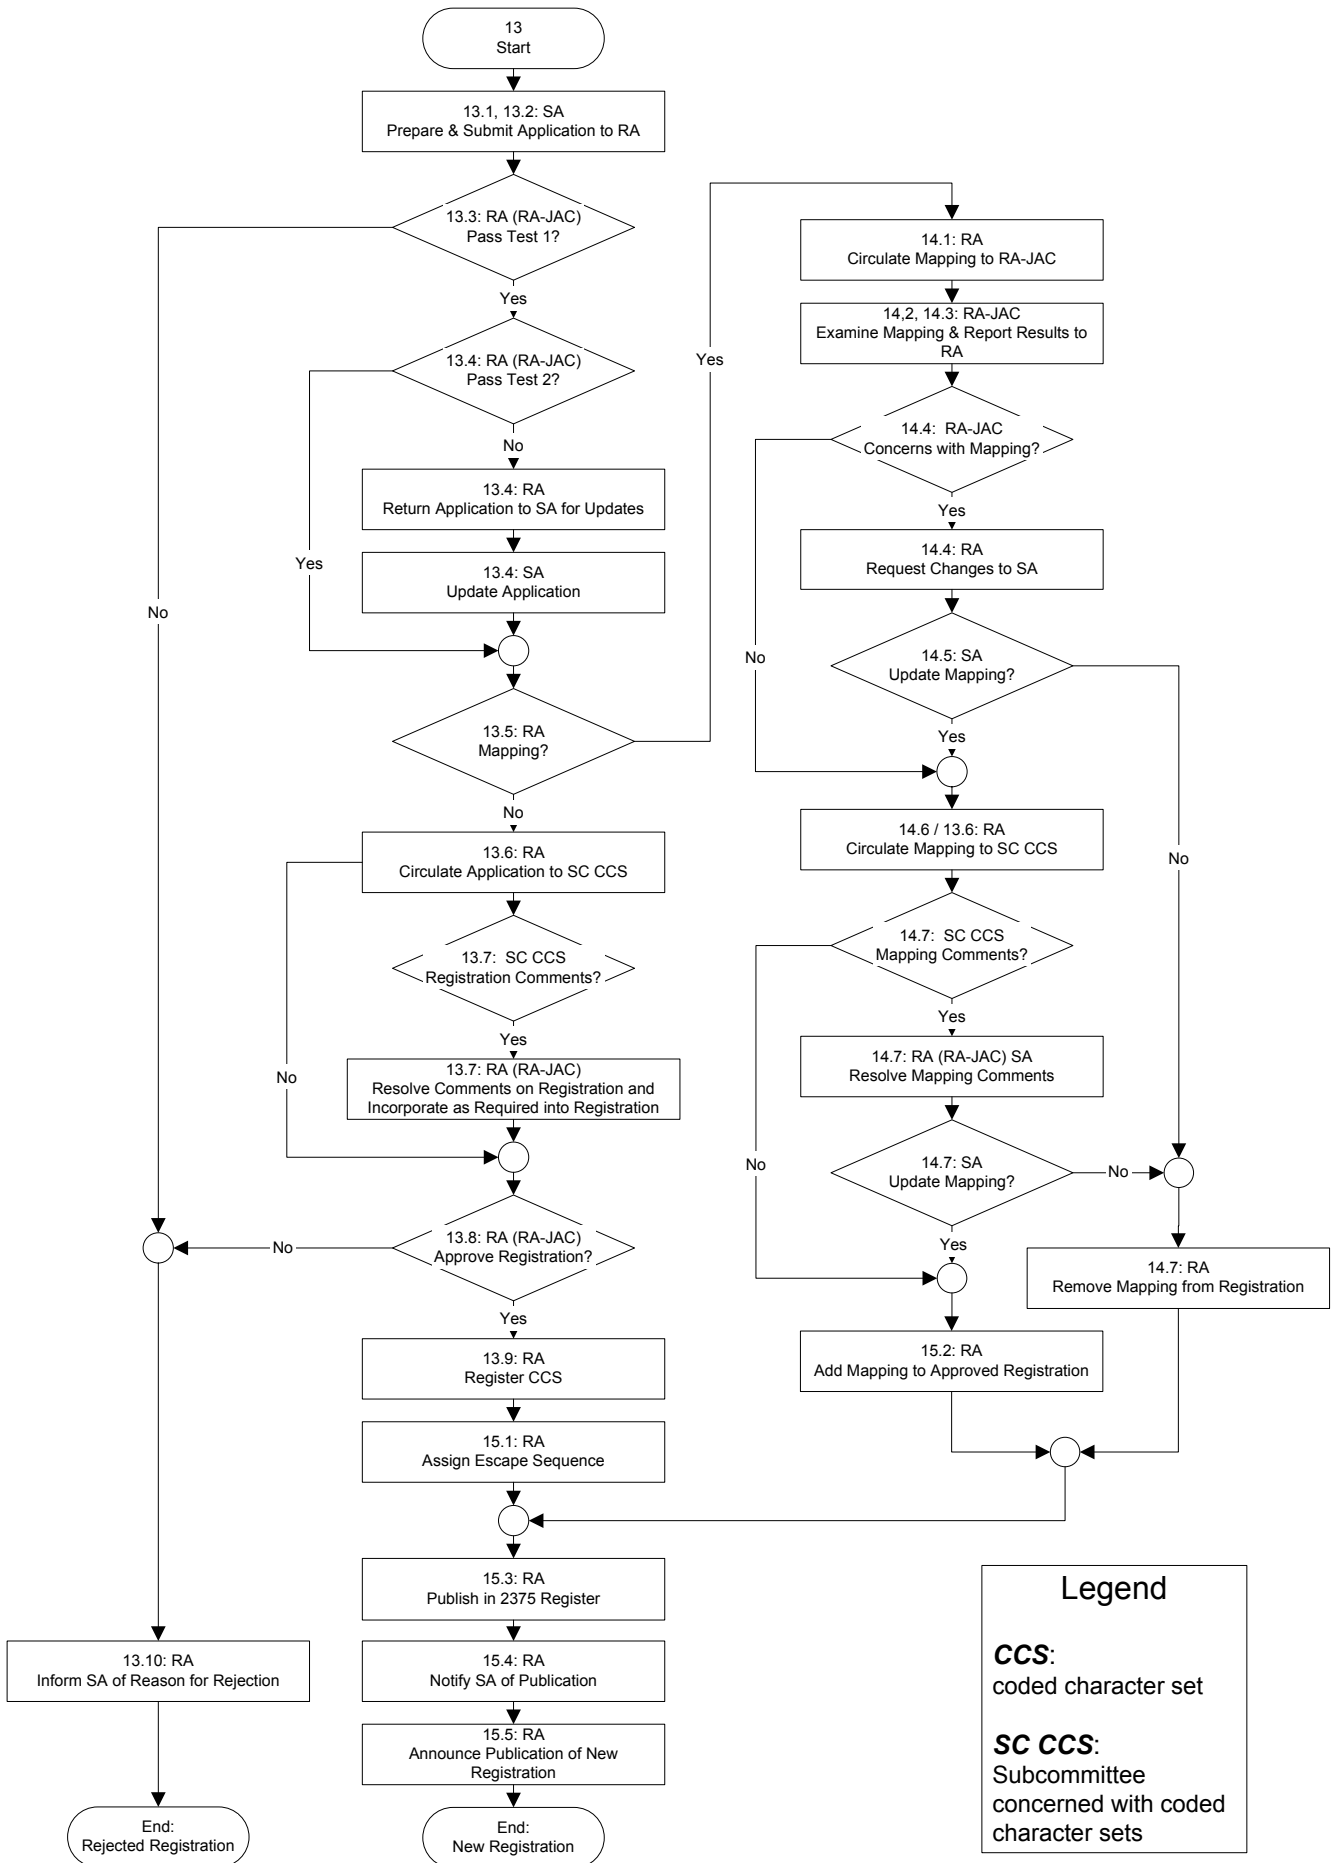 13
Start
13.1, 13.2: SA
Prepare & Submit Application to RA
13.3: RA (RA-JAC)
Pass Test 1?
Yes
13.4: RA (RA-JAC)
Pass Test 2?
No
13.4: RA
Return Application to SA for Updates
Yes
13.4: SA
Update Application
No
13.5: RA
Mapping?
No
13.6: RA
Circulate Application to SC CCS
13.7:  SC CCS
Registration Comments?
Yes
No
13.7: RA (RA-JAC)
Resolve Comments on Registration and
Incorporate as Required into Registration
13.8: RA (RA-JAC)
Approve Registration?
No
Yes
13.9: RA
Register CCS
15.1: RA
Assign Escape Sequence
15.3: RA
Publish in 2375 Register
13.10: RA
Inform SA of Reason for Rejection
15.4: RA
Notify SA of Publication
15.5: RA
Announce Publication of New
Registration
End:
Rejected Registration
End:
New Registration
Yes
14.1: RA
Circulate Mapping to RA-JAC
14,2, 14.3: RA-JAC
Examine Mapping & Report Results to
RA
14.4:  RA-JAC
Concerns with Mapping?
Yes
14.4: RA
Request Changes to SA
No
14.5: SA
Update Mapping?
Yes
14.6 / 13.6: RA
Circulate Mapping to SC CCS
No
14.7:  SC CCS
Mapping Comments?
Yes
14.7: RA (RA-JAC) SA
Resolve Mapping Comments
No
14.7: SA
Update Mapping?
No
Yes
14.7: RA
Remove Mapping from Registration
15.2: RA
Add Mapping to Approved Registration
Legend
CCS:
coded character set
SC CCS:
Subcommittee
concerned with coded
character sets